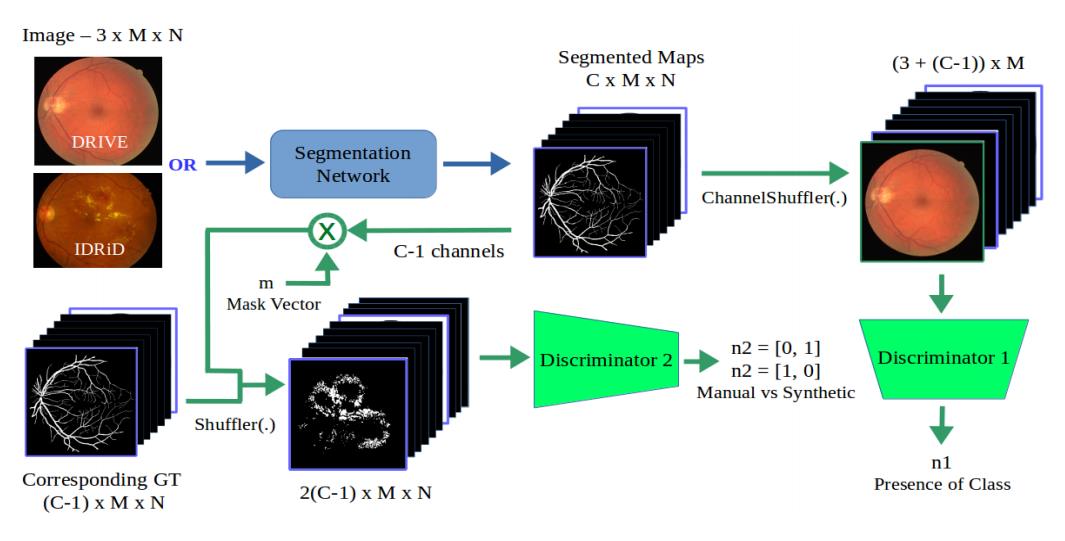 Image – 3 x M x N
DRIVE
OR
IDRiD
Segmentation
Network
Segmented Maps
C x M x N
(3 + (C-1)) x M
ChannelShuffler(.)
X
C-1 channels
m
Mask Vector
Corresponding GT
(C-1) x M x N
Shuffler(.)
2(C-1) x M x N
Discriminator 2
n2 = [0, 1]
n2 = [1, 0]
Manual vs Synthetic
Discriminator 1
n1
Presence of Class